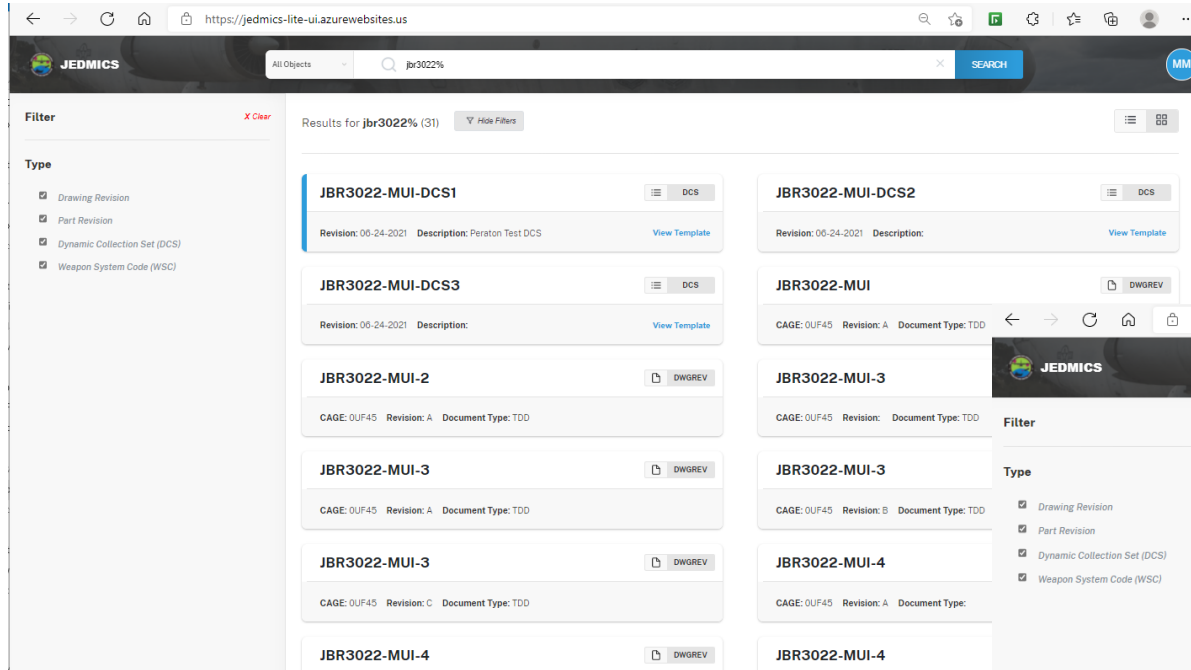 https://jedmics-lite-ui.azurewebsites.us
JEDMICS
All Objects
jbr3022%
SEARCH
MM
Filter
X Clear
Type
Drawing Revision
Part Revision
Dynamic Collection Set (DCS)
Weapon System Code (WSC)
Results for jbr3022% (31)
Hide Filters
JBR3022-MUI-DCS1
DCS
Revision: 06-24-2021 Description: Peraton Test DCS
View Template
JBR3022-MUI-DCS2
DCS
Revision: 06-24-2021 Description:
View Template
JBR3022-MUI-DCS3
DCS
Revision: 06-24-2021 Description:
View Template
JBR3022-MUI
DWGREV
CAGE: 0UF45 Revision: A Document Type: TDD
JBR3022-MUI-2
DWGREV
CAGE: 0UF45 Revision: A Document Type: TDD
JBR3022-MUI-3
CAGE: 0UF45 Revision: Document Type: TDD
JBR3022-MUI-3
DWGREV
CAGE: 0UF45 Revision: A Document Type: TDD
JBR3022-MUI-3
CAGE: 0UF45 Revision: B Document Type: TDD
JBR3022-MUI-3
DWGREV
CAGE: 0UF45 Revision: C Document Type: TDD
JBR3022-MUI-4
CAGE: 0UF45 Revision: A Document Type:
JBR3022-MUI-4
DWGREV
JBR3022-MUI-4
JEDMICS
Filter
Type
Drawing Revision
Part Revision
Dynamic Collection Set (DCS)
Weapon System Code (WSC)